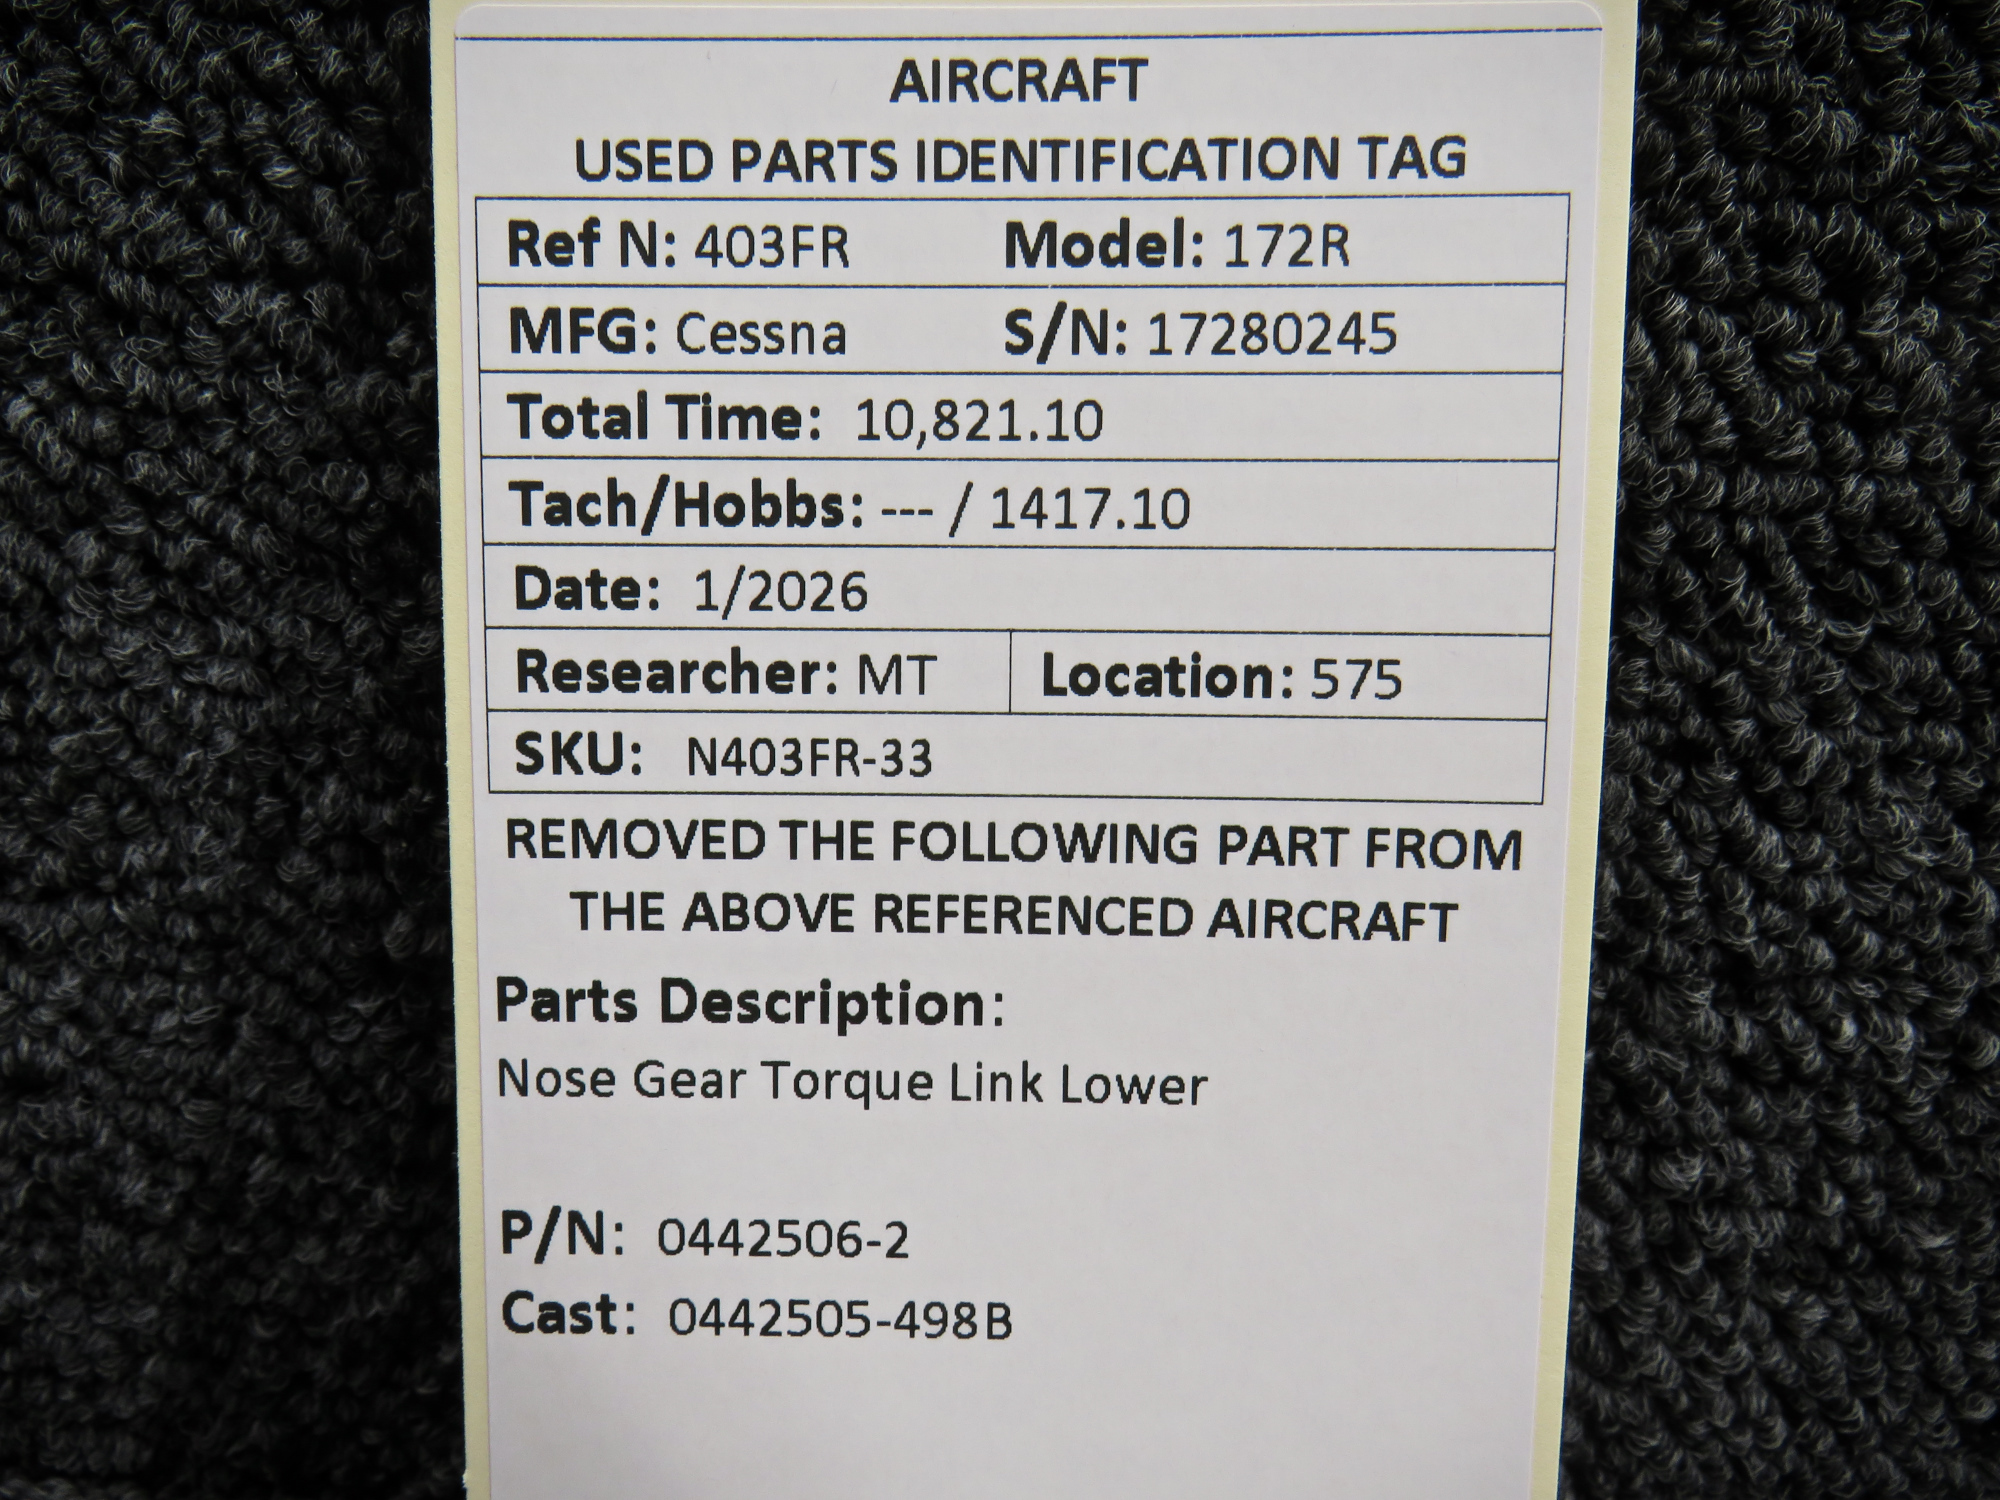 AIRCRAFT
USED PARTS IDENTIFICATION TAG
Ref N: 403FR Model: 172R
MFG: Cessna S/N: 17280245
Total Time: 10,821.10
Tach/Hobbs: --- / 1417.10
Date: 1/2026
Researcher: MT Location: 575
SKU: N403FR-33
REMOVED THE FOLLOWING PART FROM
THE ABOVE REFERENCED AIRCRAFT
Parts Description:
Nose Gear Torque Link Lower
P/N: 0442506-2
Cast: 0442505-498B